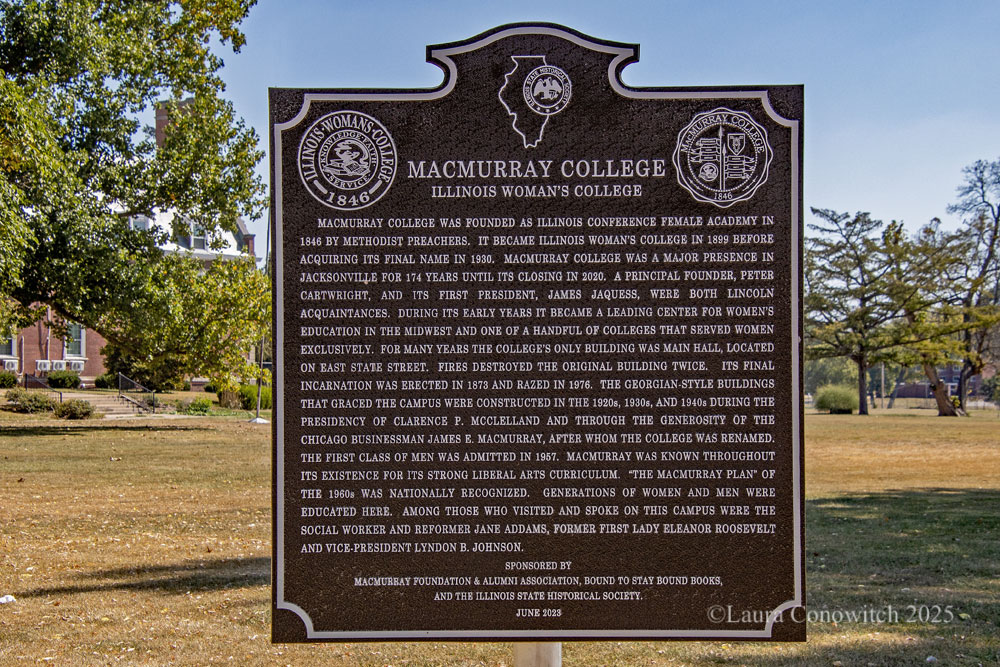 ILLINOIS STATE HISTORICAL SOCIETY
ILLINOIS·WOMAN'S·COLLEGE
KNOWLEDGE·FAITH
SERVICE
1846
MACMURRAY COLLEGE
1846
MACMURRAY COLLEGE
ILLINOIS WOMAN'S COLLEGE
MACMURRAY COLLEGE WAS FOUNDED AS ILLINOIS CONFERENCE FEMALE ACADEMY IN
1846 BY METHODIST PREACHERS. IT BECAME ILLINOIS WOMAN'S COLLEGE IN 1899 BEFORE
ACQUIRING ITS FINAL NAME IN 1930. MACMURRAY COLLEGE WAS A MAJOR PRESENCE IN
JACKSONVILLE FOR 174 YEARS UNTIL ITS CLOSING IN 2020. A PRINCIPAL FOUNDER, PETER
CARTWRIGHT, AND ITS FIRST PRESIDENT, JAMES JAQUESS, WERE BOTH LINCOLN
ACQUAINTANCES. DURING ITS EARLY YEARS IT BECAME A LEADING CENTER FOR WOMEN'S
EDUCATION IN THE MIDWEST AND ONE OF A HANDFUL OF COLLEGES THAT SERVED WOMEN
EXCLUSIVELY. FOR MANY YEARS THE COLLEGE'S ONLY BUILDING WAS MAIN HALL, LOCATED
ON EAST STATE STREET. FIRES DESTROYED THE ORIGINAL BUILDING TWICE. ITS FINAL
INCARNATION WAS ERECTED IN 1873 AND RAZED IN 1976. THE GEORGIAN-STYLE BUILDINGS
THAT GRACED THE CAMPUS WERE CONSTRUCTED IN THE 1920s, 1930s, AND 1940s DURING THE
PRESIDENCY OF CLARENCE P. MCCLELLAND AND THROUGH THE GENEROSITY OF THE
CHICAGO BUSINESSMAN JAMES E. MACMURRAY, AFTER WHOM THE COLLEGE WAS RENAMED.
THE FIRST CLASS OF MEN WAS ADMITTED IN 1957. MACMURRAY WAS KNOWN THROUGHOUT
ITS EXISTENCE FOR ITS STRONG LIBERAL ARTS CURRICULUM. "THE MACMURRAY PLAN" OF
THE 1960s WAS NATIONALLY RECOGNIZED. GENERATIONS OF WOMEN AND MEN WERE
EDUCATED HERE. AMONG THOSE WHO VISITED AND SPOKE ON THIS CAMPUS WERE THE
SOCIAL WORKER AND REFORMER JANE ADDAMS, FORMER FIRST LADY ELEANOR ROOSEVELT
AND VICE-PRESIDENT LYNDON B. JOHNSON.
SPONSORED BY
MACMURRAY FOUNDATION & ALUMNI ASSOCIATION, BOUND TO STAY BOUND BOOKS,
AND THE ILLINOIS STATE HISTORICAL SOCIETY.
JUNE 2023
©Laura Conowitch 2025